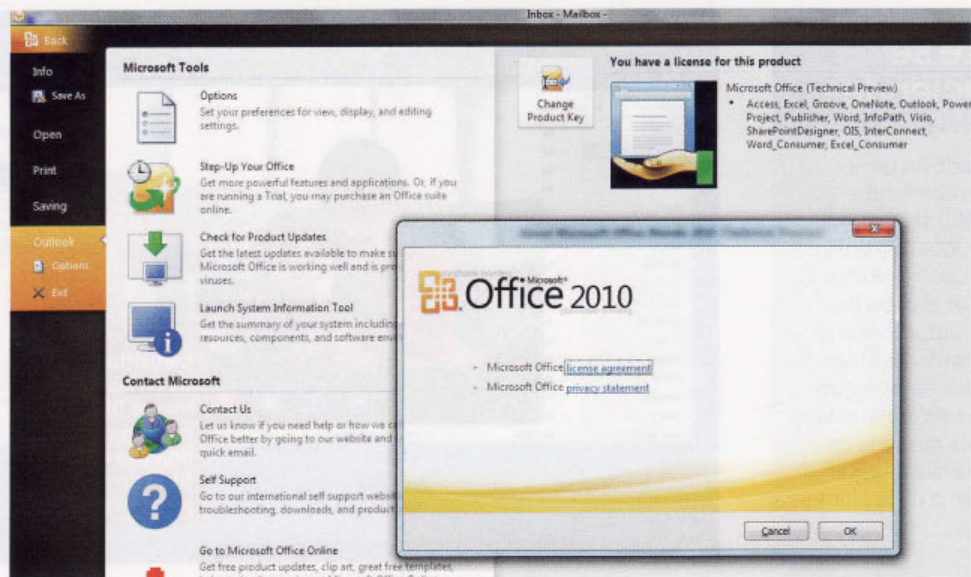 Inbox - Mailbox -
Back
Info
Save As
Open
Print
Saving
Outlook
Options
Exit
Microsoft Tools
Options
Set your preferences for view, display, and editing
settings.
Step-Up Your Office
Get more powerful features and applications. Or, if you
are running a Trial, you may purchase an Office suite
online.
Check for Product Updates
Get the latest updates available to make
Microsoft Office is working well and is
viruses.
Launch System Information Tool
Get the summary of your system including
resources, components, and software
Contact Microsoft
Contact Us
Let us know if you need help or how we
Office better by going to our website and
quick email.
Self Support
Go to our international self support
troubleshooting, downloads, and product
Go to Microsoft Office Online
Get free product updates, clip art, great free templates,
Change
Product Key
You have a license for this product
Microsoft Office (Technical Preview)
• Access, Excel, Groove, OneNote, Outlook, Power
Project, Publisher, Word, InfoPath, Visio,
SharePointDesigner, OIS, InterConnect,
Word_Consumer, Excel_Consumer
Microsoft®
Office 2010
- Microsoft Office license agreement
- Microsoft Office privacy statement
Cancel
OK